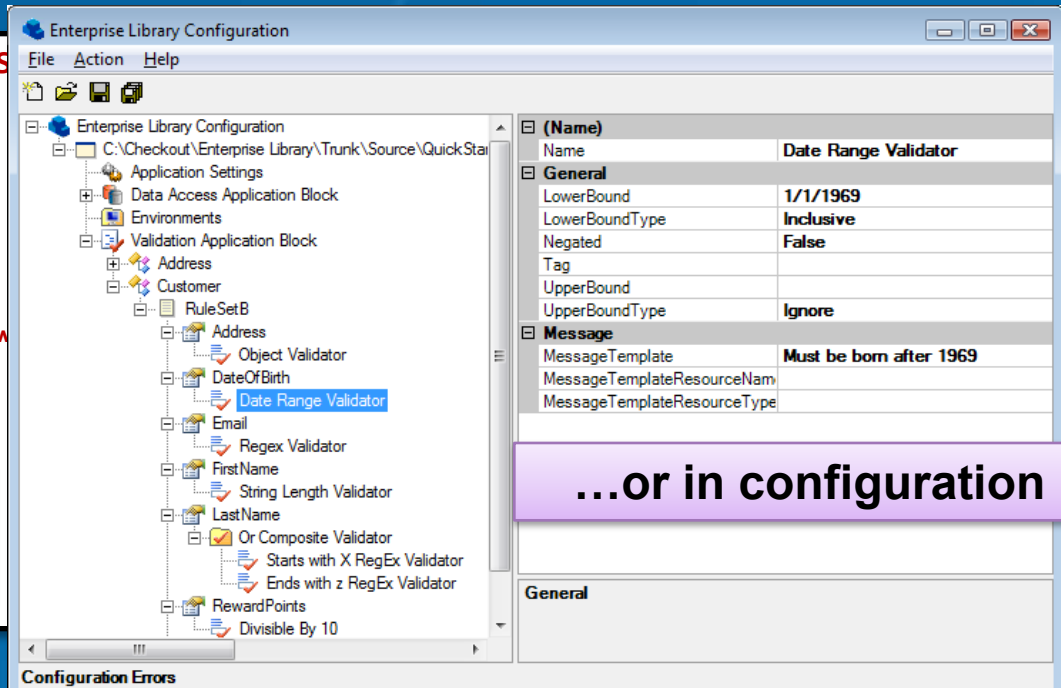 Enterprise Library Configuration
File Action Help
Enterprise Library Configuration
C:\Checkout\Enterprise Library\Trunk\Source\QuickStar
Application Settings
Data Access Application Block
Environments
Validation Application Block
Address
Customer
RuleSetB
Address
Object Validator
DateOfBirth
Date Range Validator
Email
Regex Validator
FirstName
String Length Validator
LastName
Or Composite Validator
Starts with X RegEx Validator
Ends with z RegEx Validator
RewardPoints
Divisible By 10
(Name)
Name Date Range Validator
General
LowerBound 1/1/1969
LowerBoundType Inclusive
Negated False
Tag
UpperBound
UpperBoundType Ignore
Message
MessageTemplate Must be born after 1969
MessageTemplateResourceNam
MessageTemplateResourceType
…or in configuration
General
Configuration Errors